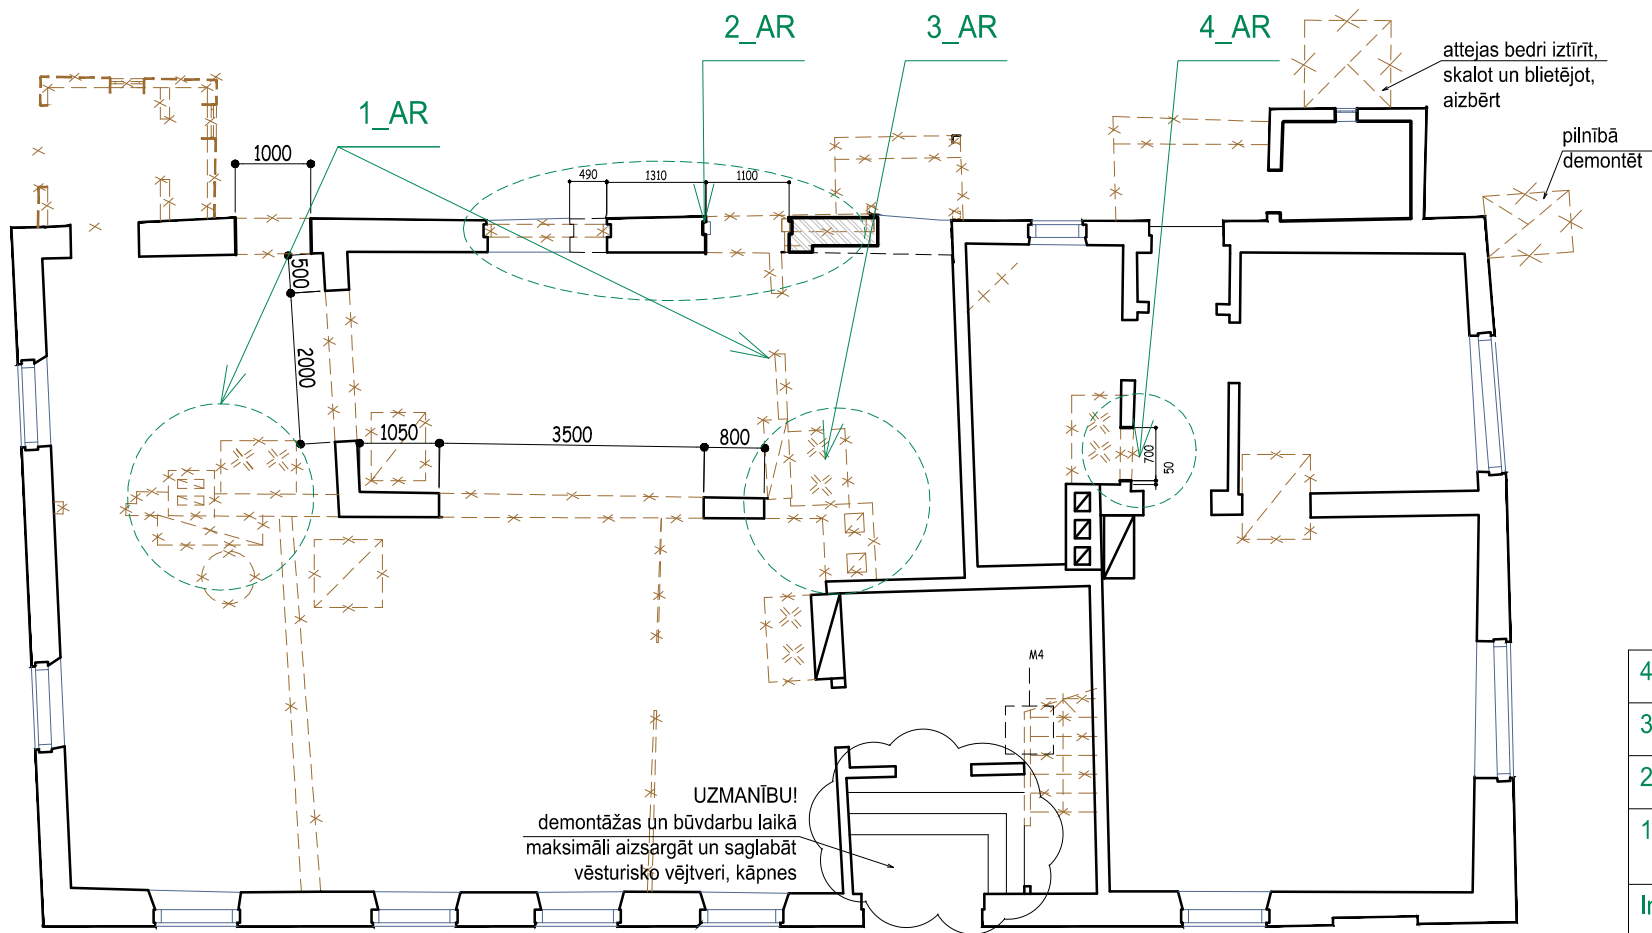 2_AR
3_AR
4_AR
attejas bedri iztīrīt,
skalot un blietējot,
aizbērt
1_AR
pilnībā
demontēt
1000
490
1310
1100
500
2000
1050
3500
800
700
50
M4
UZMANĪBU!
demontāžas un būvdarbu laikā
maksimāli aizsargāt un saglabāt
vēsturisko vējtveri, kāpnes
4
3
2
1